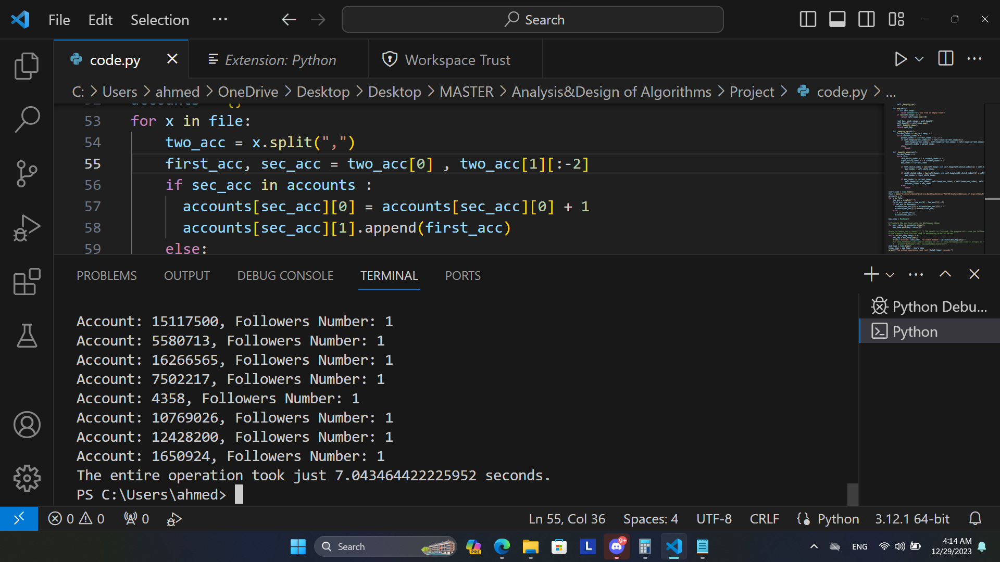 File Edit Selection ···
Search
code.py
Extension: Python
Workspace Trust
C: > Users > ahmed > OneDrive > Desktop > Desktop > MASTER > Analysis&Design of Algorithms > Project > code.py > ...
53 for x in file:
54 two_acc = x.split(",")
55 first_acc, sec_acc = two_acc[0] , two_acc[1][:-2]
56 if sec_acc in accounts :
57 accounts[sec_acc][0] = accounts[sec_acc][0] + 1
58 accounts[sec_acc][1].append(first_acc)
59 else:
PROBLEMS OUTPUT DEBUG CONSOLE TERMINAL PORTS
Python Debu...
Python
Account: 15117500, Followers Number: 1
Account: 5580713, Followers Number: 1
Account: 16266565, Followers Number: 1
Account: 7502217, Followers Number: 1
Account: 4358, Followers Number: 1
Account: 10769026, Followers Number: 1
Account: 12428200, Followers Number: 1
Account: 1650924, Followers Number: 1
The entire operation took just 7.043464422225952 seconds.
PS C:\Users\ahmed>
0 0 0
Ln 55, Col 36 Spaces: 4 UTF-8 CRLF Python 3.12.1 64-bit
Search
PRE
L
9+
ENG
4:14 AM
12/29/2023